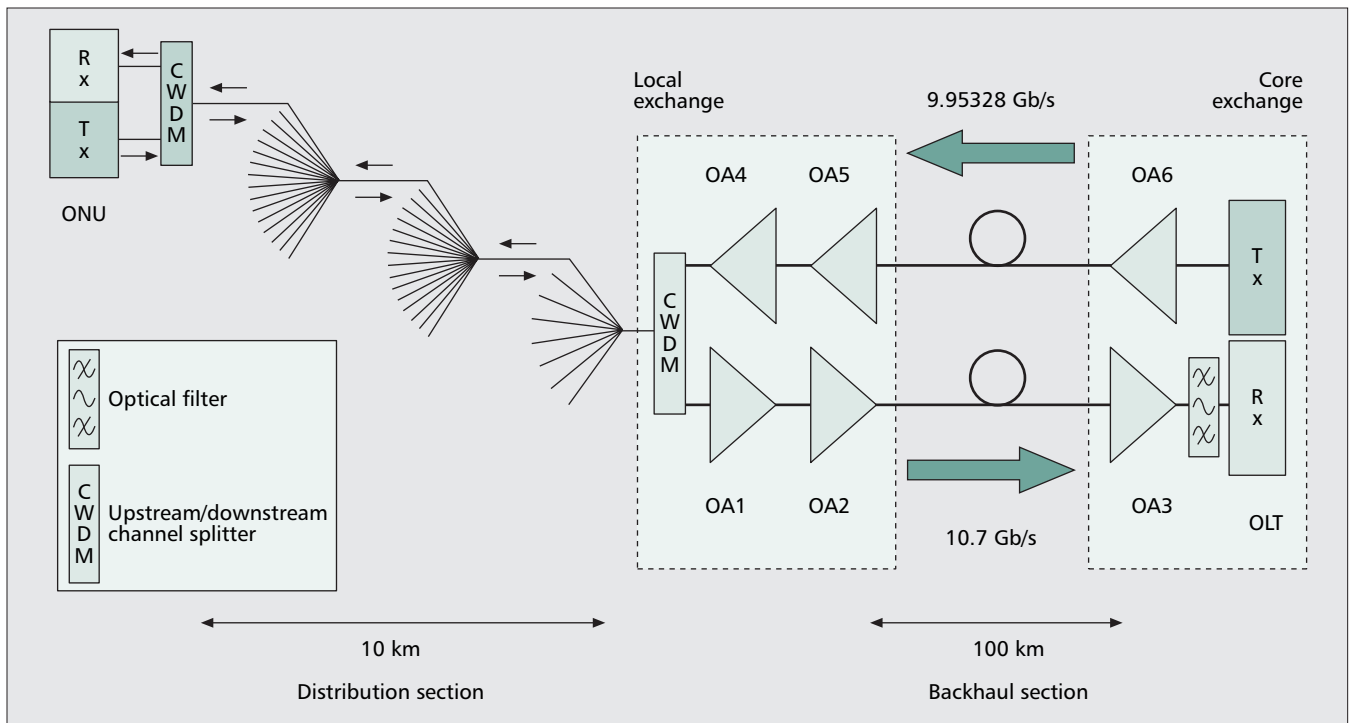 R
x
T
x
C
W
D
M
ONU
Optical filter
C
W
D
M
Upstream/downstream
channel splitter
10 km
Distribution section
Local
exchange
C
W
D
M
OA4
OA5
OA1
OA2
9.95328 Gb/s
10.7 Gb/s
Core
exchange
OA6
T
x
R
x
OA3
OLT
100 km
Backhaul section